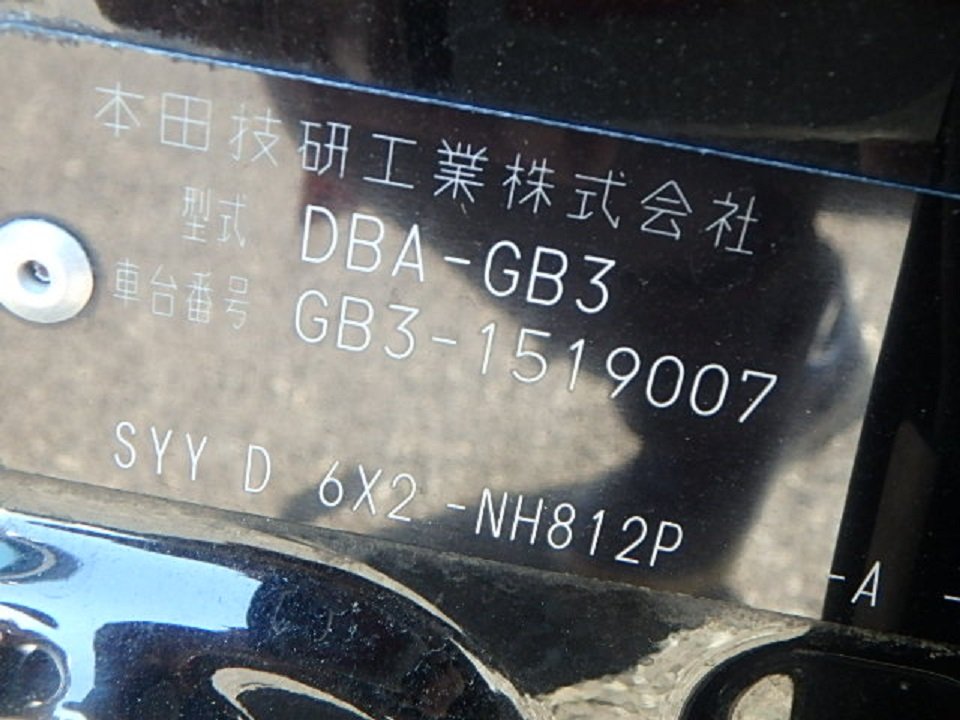 本田技研工業株式会社
型式 DBA-GB3
車台番号 GB3-1519007
SYY D 6X2 -NH812P
-A -